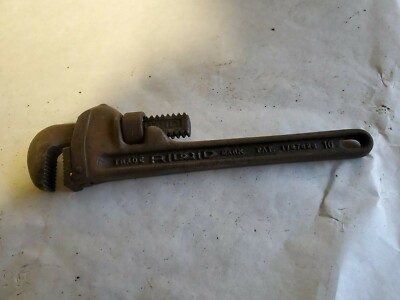 TRADE RIDGID MARK PAT. 10